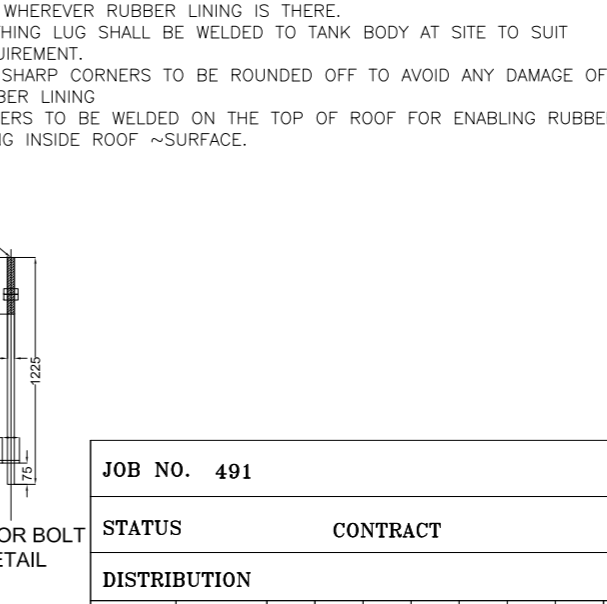 WHEREVER RUBBER LINING IS THERE.
THING LUG SHALL BE WELDED TO TANK BODY AT SITE TO SUIT
UIREMENT.
SHARP CORNERS TO BE ROUNDED OFF TO AVOID ANY DAMAGE OF
BER LINING
ERS TO BE WELDED ON THE TOP OF ROOF FOR ENABLING RUBBE
NG INSIDE ROOF ~SURFACE.
1225
75
OR BOLT
ETAIL
JOB NO. 491
STATUS CONTRACT
DISTRIBUTION